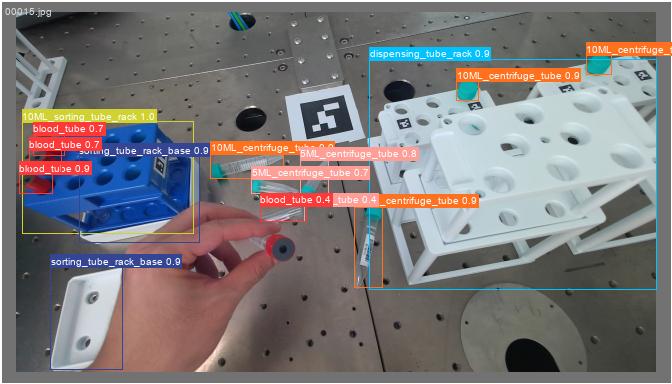 00015.jpg
10ML_centrifuge_t
dispensing_tube_rack 0.9
10ML_centrifuge_tube 0.9
10ML_sorting_tube_rack 1.0
blood_tube 0.7
blood_tube 0.7
sorting_tube_rack_base 0.9
10ML_centrifuge_tube 0.9
5ML_centrifuge_tube 0.8
blood_tube 0.9
5ML_centrifuge_tube 0.7
blood_tube 0.4
tube 0.4
_centrifuge_tube 0.9
sorting_tube_rack_base 0.9